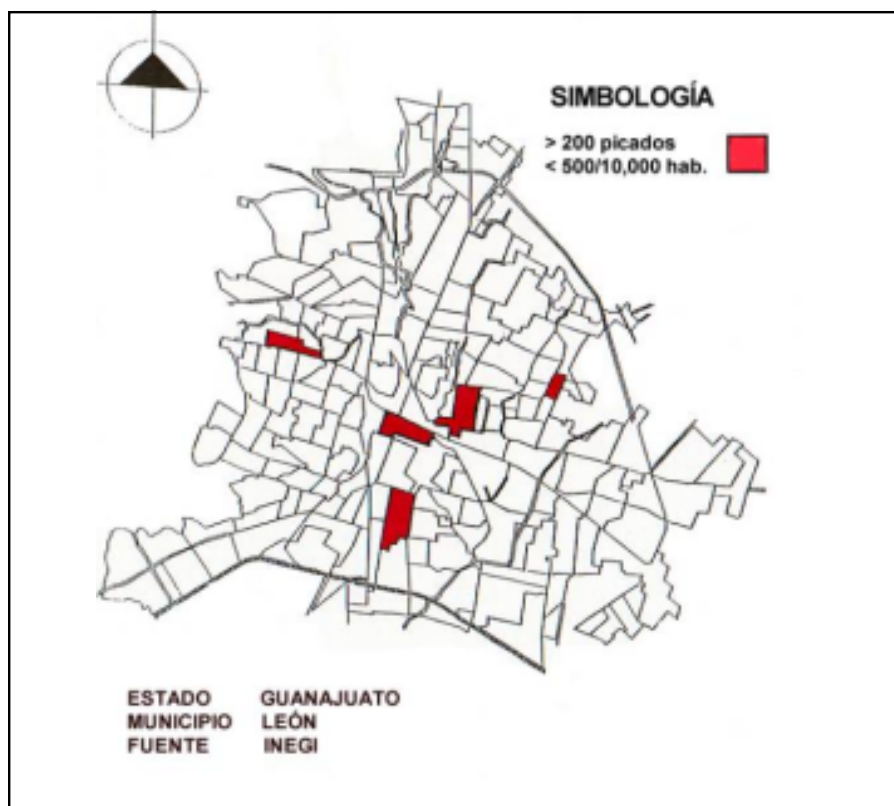 SIMBOLOGÍA
> 200 picados
< 500/10,000 hab.
ESTADO GUANAJUATO
MUNICIPIO LEÓN
FUENTE INEGI